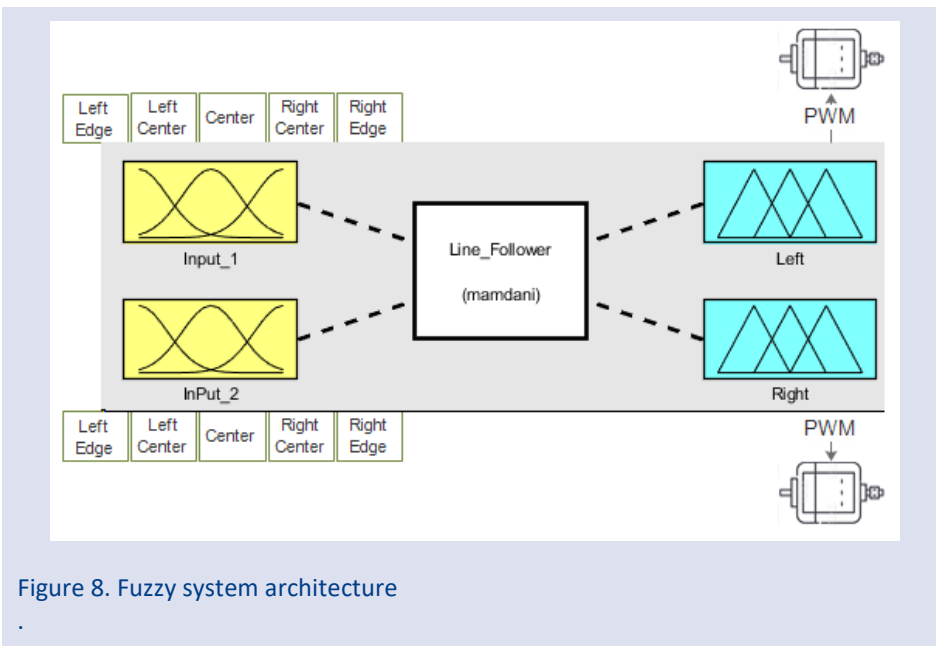 Left Edge
Left Center
Center
Right Center
Right Edge
PWM
Input_1
Line_Follower
(mamdani)
Left
InPut_2
Right
Left Edge
Left Center
Center
Right Center
Right Edge
PWM
Figure 8. Fuzzy system architecture
.